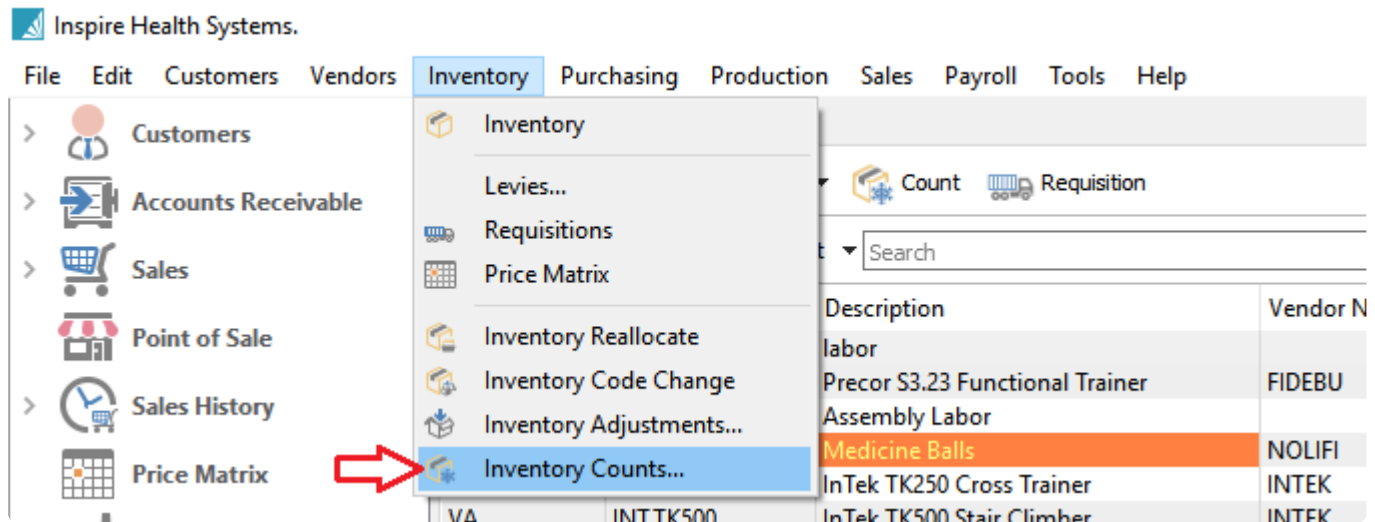 Inspire Health Systems.
File Edit Customers Vendors Inventory Purchasing Production Sales Payroll Tools Help
Customers
Accounts Receivable
Sales
Point of Sale
Sales History
Price Matrix
Inventory
Levies...
Requisitions
Price Matrix
Inventory Reallocate
Inventory Code Change
Inventory Adjustments...
Inventory Counts...
Count Requisition
t Search
Description Vendor N
labor
Precor S3.23 Functional Trainer FIDEBU
Assembly Labor
Medicine Balls NOLIFI
InTek TK250 Cross Trainer INTEK
VA INTTK500 InTek TK500 Stair Climber INTEK